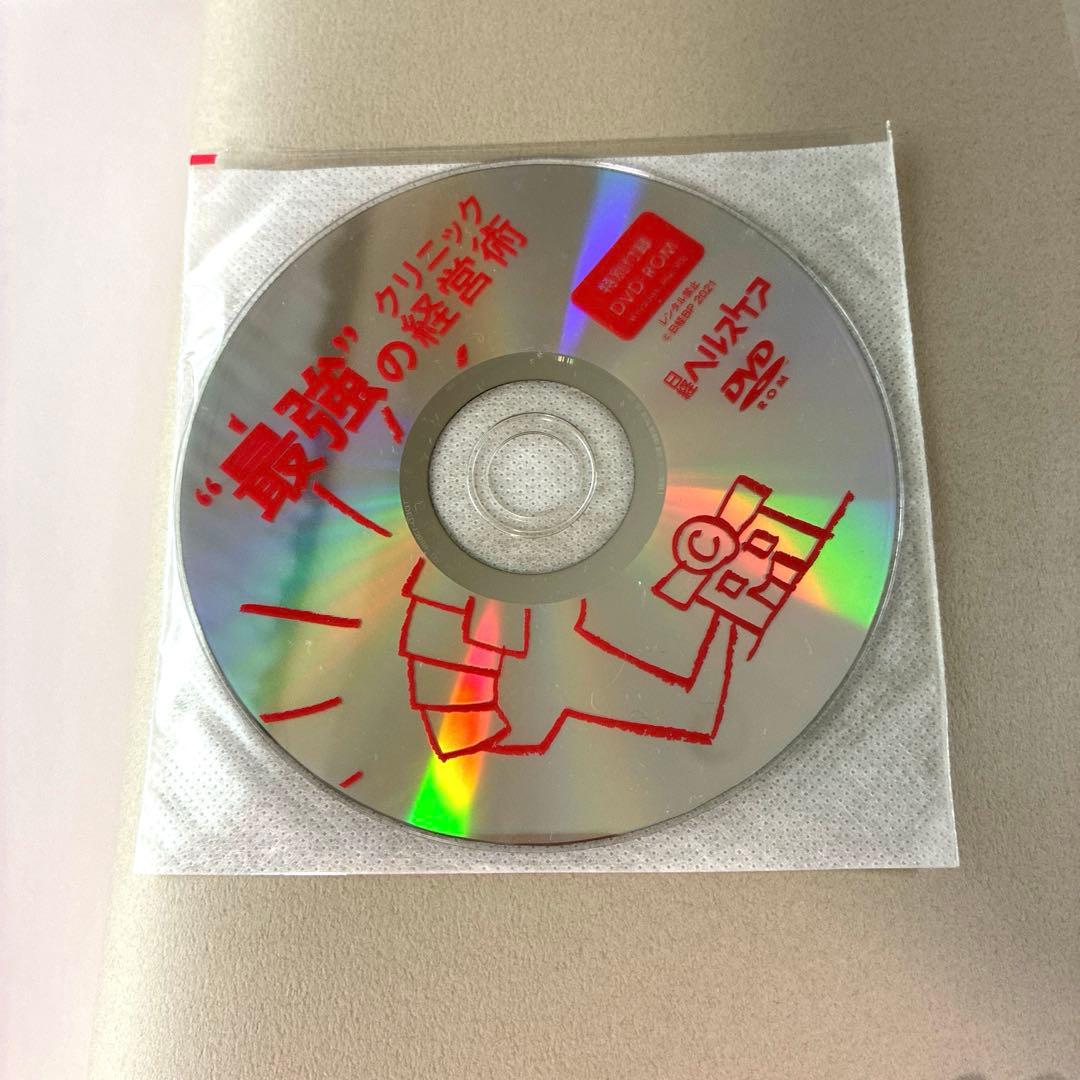 “最強”の
クリニック
経営術
特別付録
DVD-ROM
レンタル禁止
© 日経BP 2021
日経ヘルスケア
DVD
ROM
C